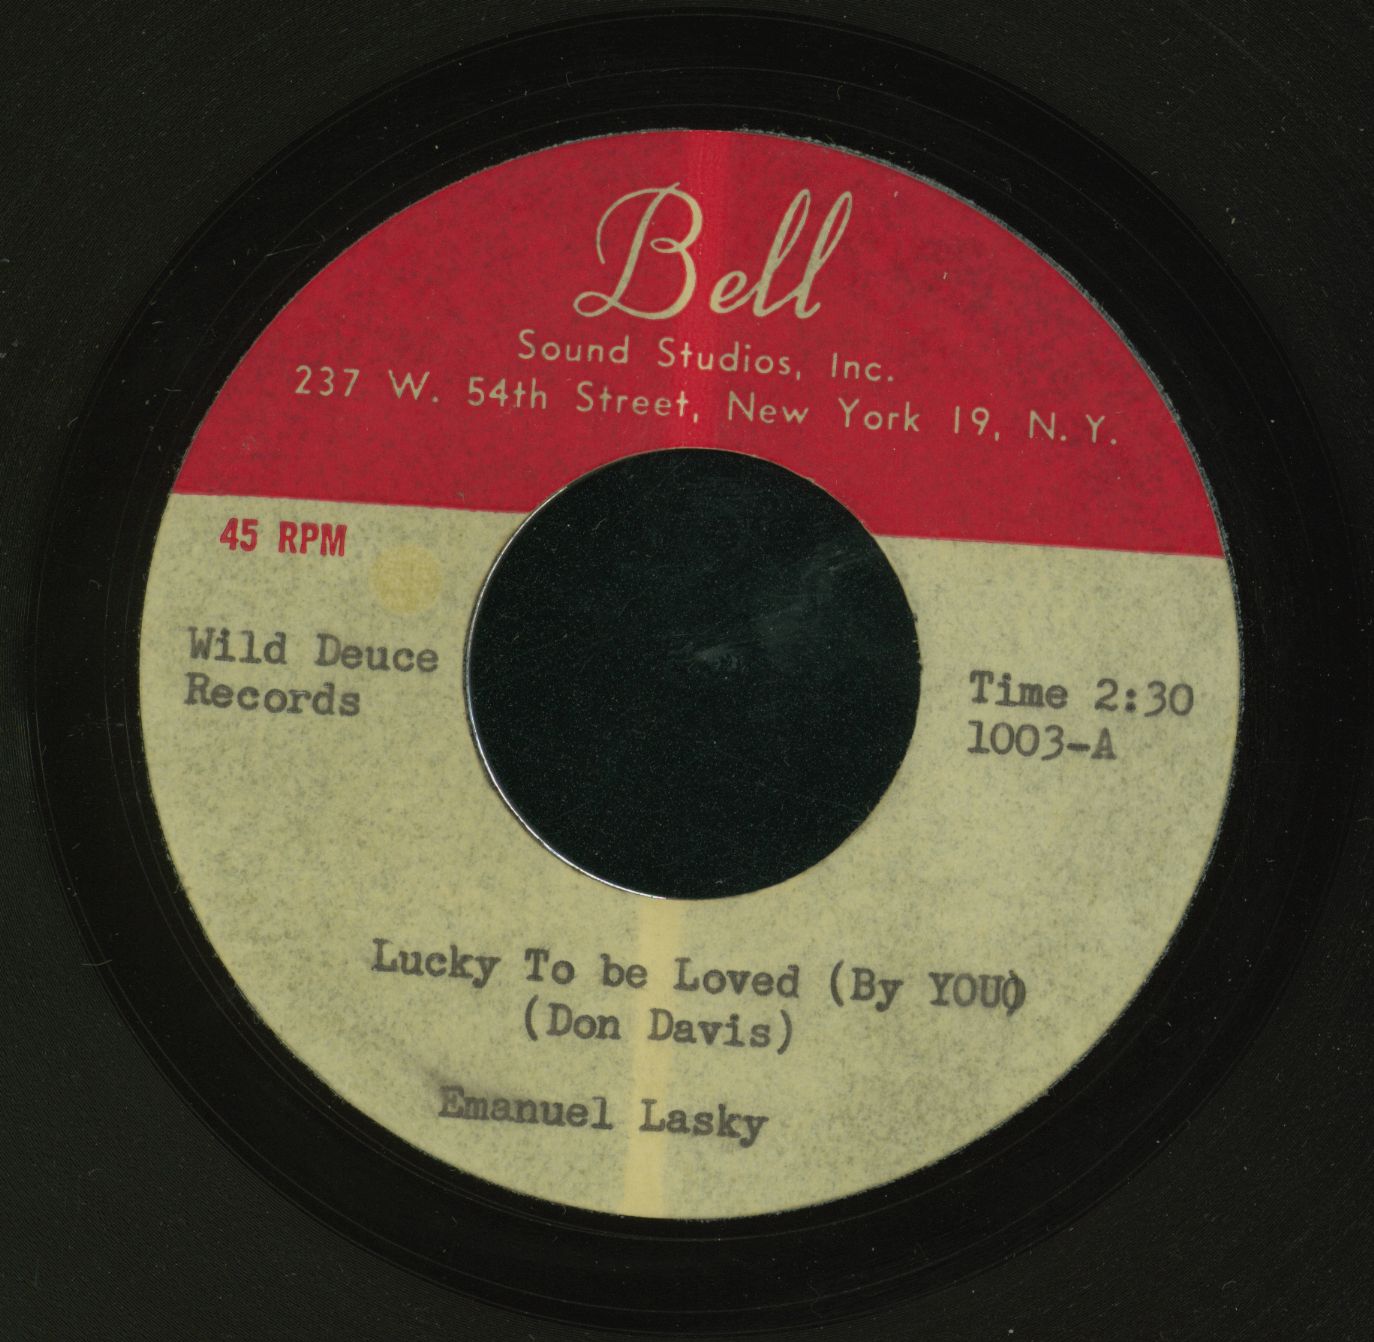 Bell
Sound Studios, Inc.
237 W. 54th Street, New York 19, N. Y.
45 RPM
Wild Deuce
Records
Time 2:30
1003-A
Lucky To be Loved (By YOU)
(Don Davis)
Emanuel Lasky